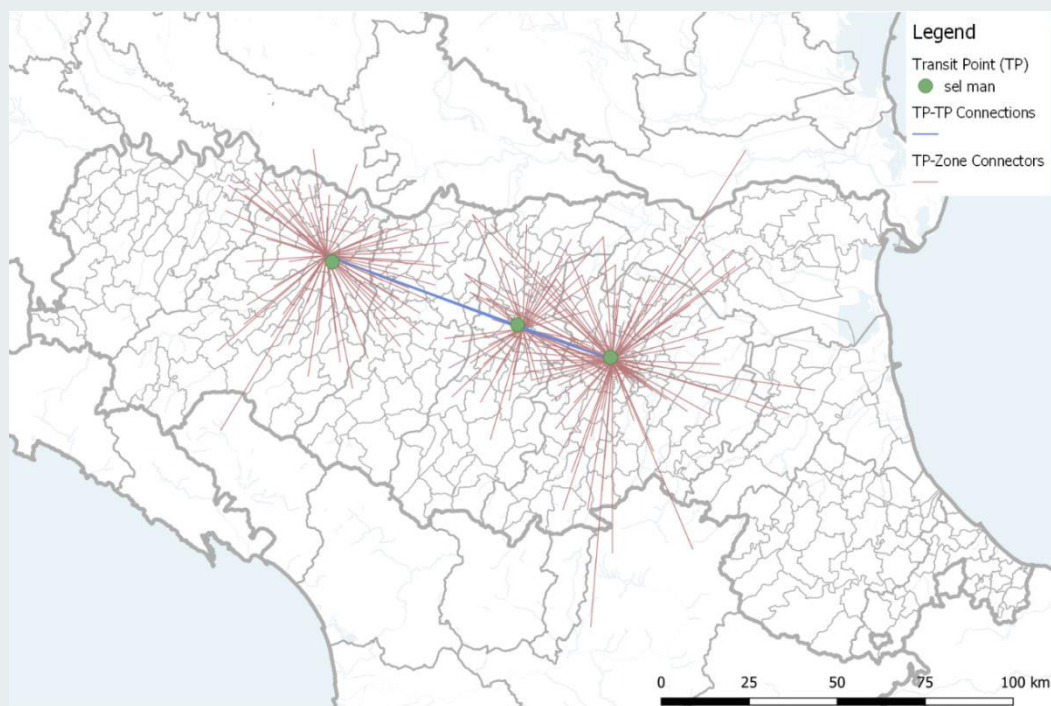 Legend
Transit Point (TP)
sel man
TP-TP Connections
TP-Zone Connectors
0 25 50 75 100 km